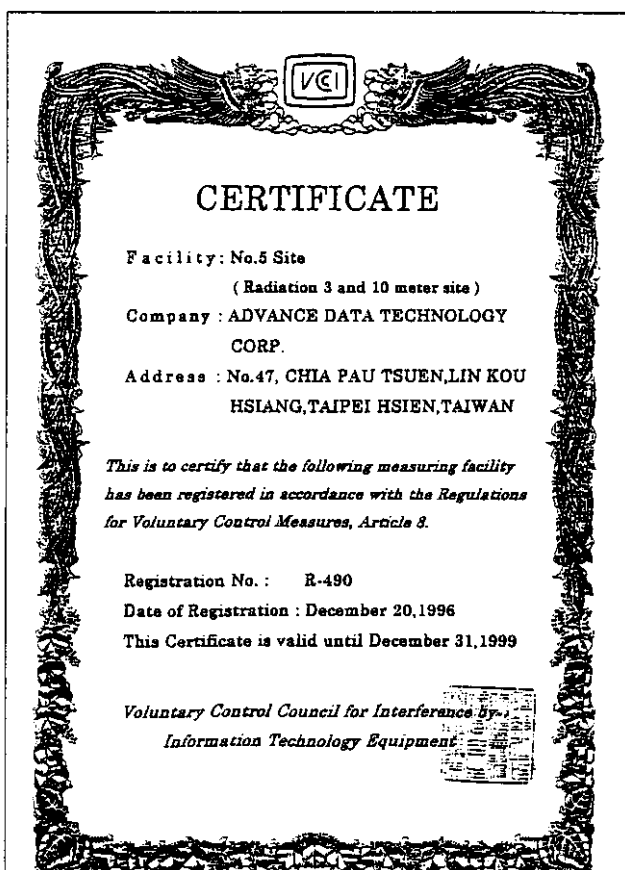 VCCI
CERTIFICATE
Facility: No.5 Site
( Radiation 3 and 10 meter site )
Company : ADVANCE DATA TECHNOLOGY
CORP.
Address : No.47, CHIA PAU TSUEN,LIN KOU
HSIANG,TAIPEI HSIEN,TAIWAN
This is to certify that the following measuring facility
has been registered in accordance with the Regulations
for Voluntary Control Measures, Article 8.
Registration No. : R-490
Date of Registration : December 20,1996
This Certificate is valid until December 31,1999
Voluntary Control Council for Interference by
Information Technology Equipment